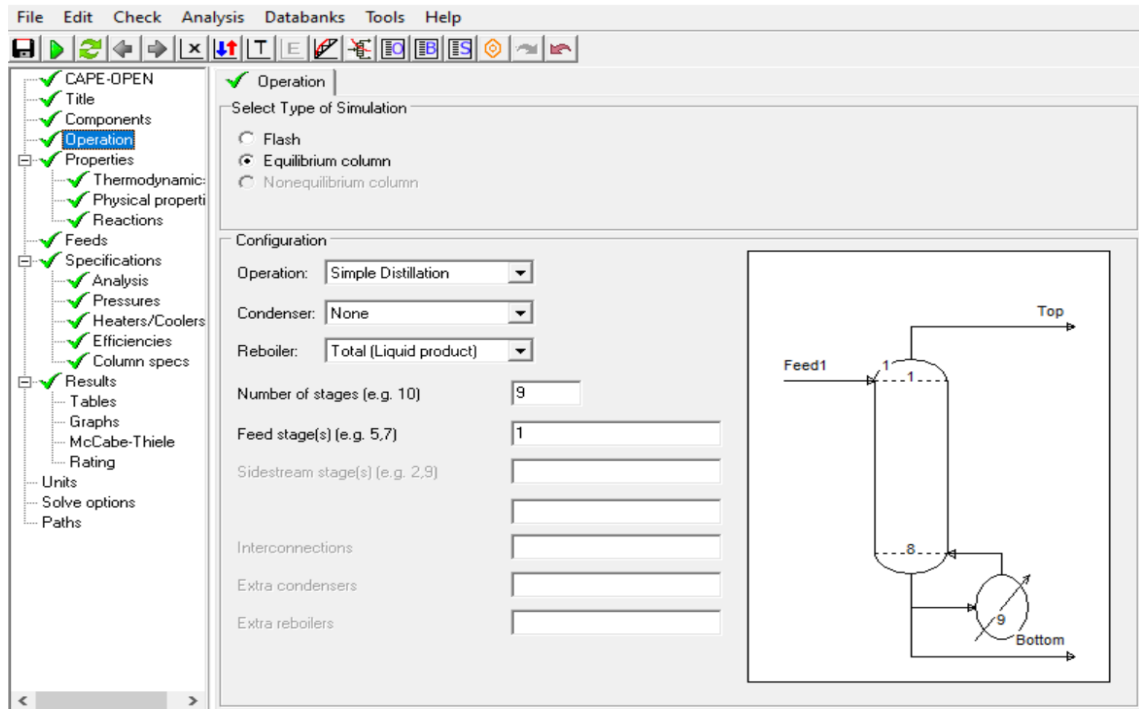 File Edit Check Analysis Databanks Tools Help
CAPE-OPEN
Title
Components
Operation
Properties
Thermodynamic
Physical properti
Reactions
Feeds
Specifications
Analysis
Pressures
Heaters/Coolers
Efficiencies
Column specs
Results
Tables
Graphs
McCabe-Thiele
Rating
Units
Solve options
Paths
Operation
Select Type of Simulation
Flash
Equilibrium column
Nonequilibrium column
Configuration
Operation: Simple Distillation
Condenser: None
Reboiler: Total (Liquid product)
Number of stages (e.g. 10) 9
Feed stage(s) (e.g. 5,7) 1
Sidestream stage(s) (e.g. 2,9)
Interconnections
Extra condensers
Extra reboilers
Top
Feed1 1
1
8
9
Bottom